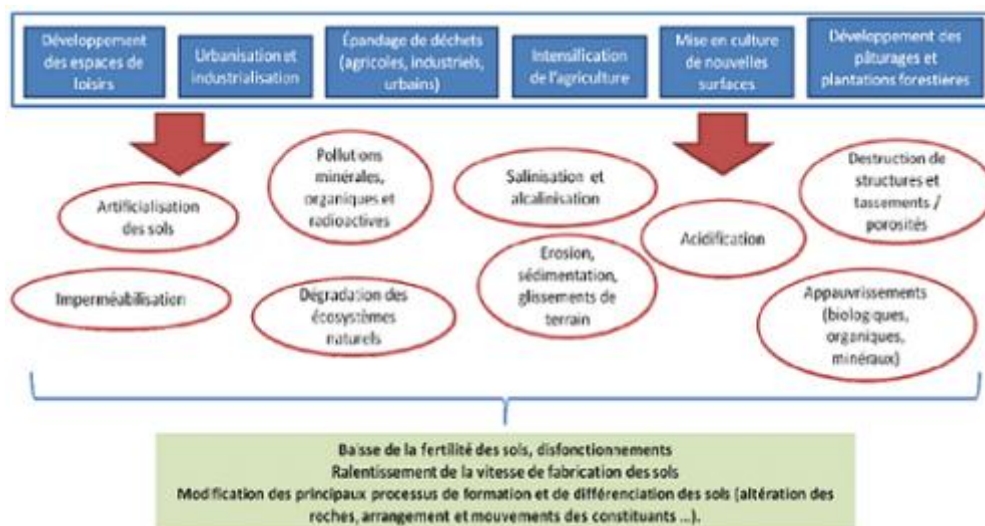 Développement
des espaces de
loisirs
Urbanisation et
industrialisation
Épandage de déchets
(agricoles, industriels,
urbains)
Intensification
de l'agriculture
Mise en culture
de nouvelles
surfaces
Développement des
pâturages et
plantations forestieres
Artificialisation
des sols
Pollutions
minérales,
organiques et
radioactives
Salinisation et
alcalinisation
Acidification
Destruction de
structures et
tassements /
porosités
Imperméabilisation
Dégradation des
écosystèmes
naturels
Erosion,
sédimentation,
glissements de
terrain
Appauvrissements
(biologiques,
organiques,
minéraux)
Baisse de la fertilité des sols, disfonctionnements
Ralentissement de la vitesse de fabrication des sols
Modification des principaux processus de formation et de différenciation des sols (altération des
roches, arrangement et mouvements des constituants ...).